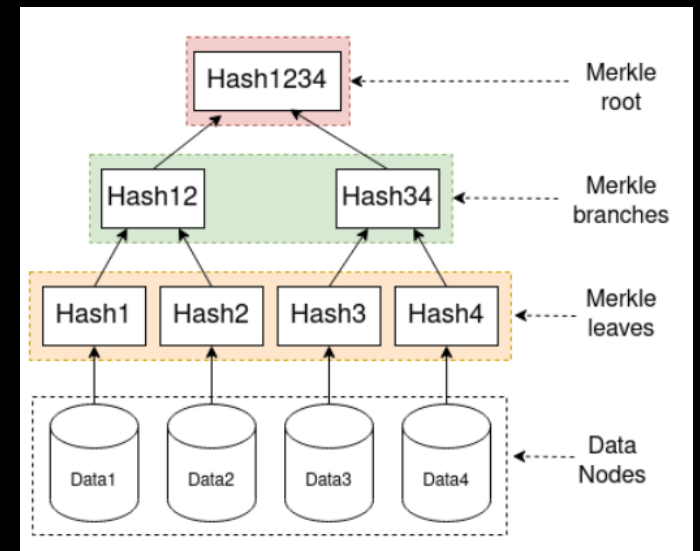 Hash1234
Merkle
root
Hash12
Hash34
Merkle
branches
Hash1
Hash2
Hash3
Hash4
Merkle
leaves
Data1
Data2
Data3
Data4
Data
Nodes